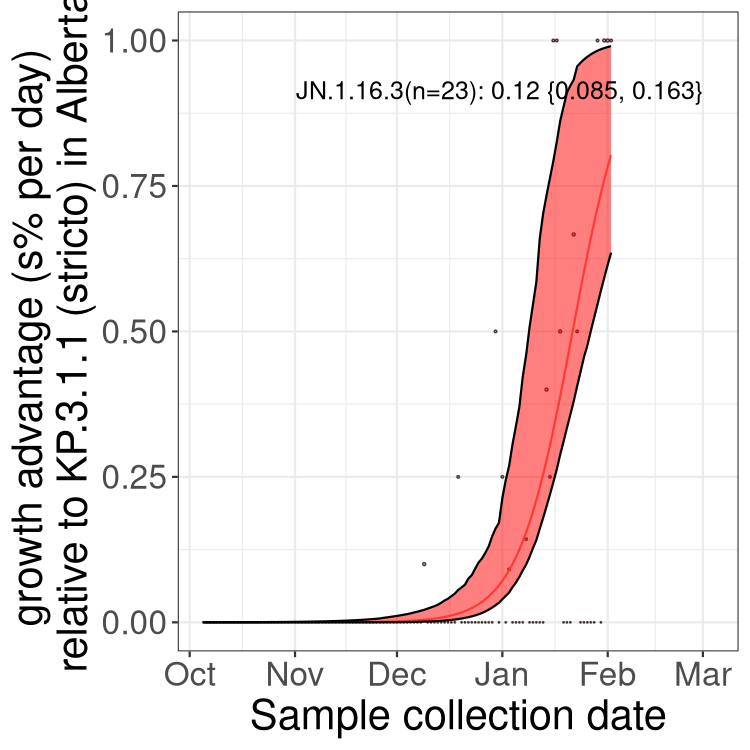 growth advantage (s% per day)
relative to KP.3.1.1 (stricto) in Alberta
1.00
0.75
0.50
0.25
0.00
JN.1.16.3(n=23): 0.12 {0.085, 0.163}
Oct Nov Dec Jan Feb Mar
Sample collection date